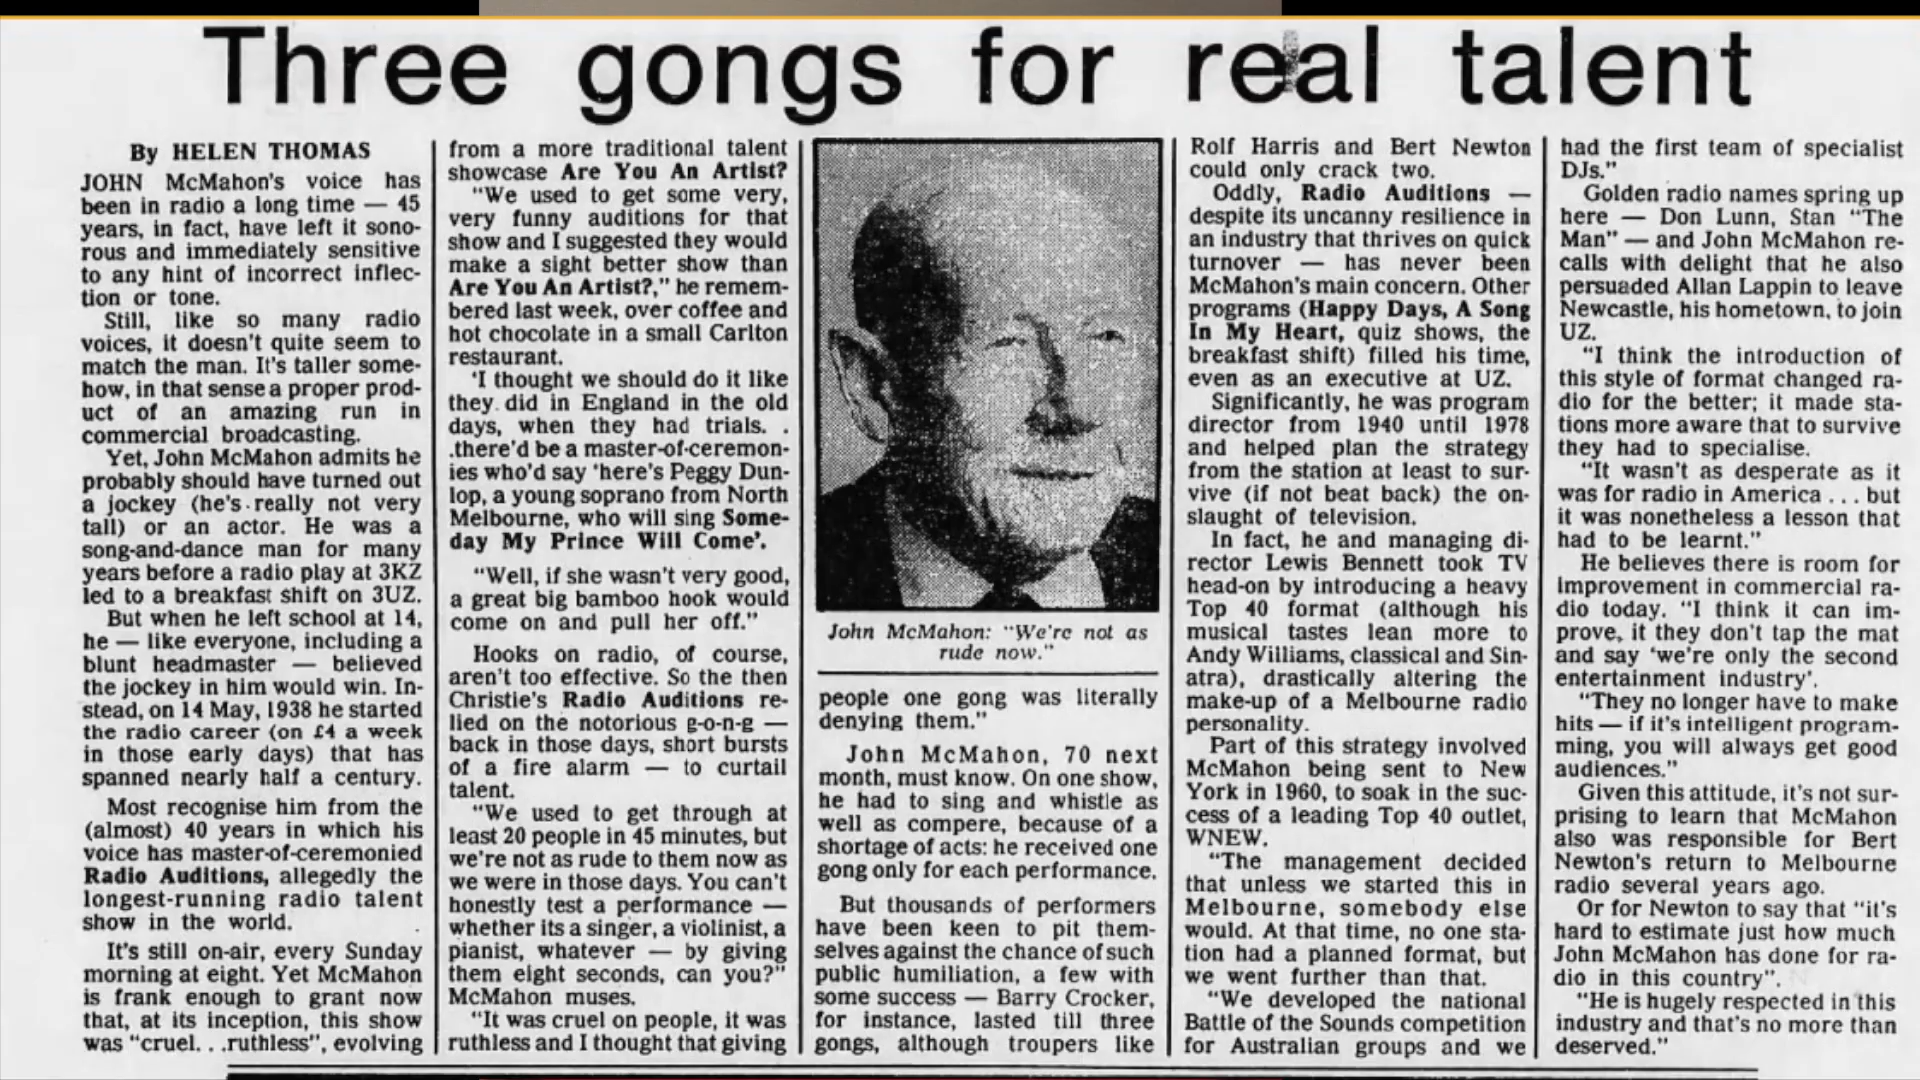 Three gongs for real talent
By HELEN THOMAS
JOHN McMahon's voice has
been in radio a long time — 45
years, in fact, have left it sono-
rous and immediately sensitive
to any hint of incorrect inflec-
tion or tone.
Still, like so many radio
voices, it doesn't quite seem to
match the man. It's taller some-
how, in that sense a proper prod-
uct of an amazing run in
commercial broadcasting.
Yet, John McMahon admits he
probably should have turned out
a jockey (he's really not very
tall) or an actor. He was a
song-and-dance man for many
years before a radio play at 3KZ
led to a breakfast shift on 3UZ.
But when he left school at 14,
he — like everyone, including a
blunt headmaster — believed
the jockey in him would win. In-
stead, on 14 May, 1938 he started
the radio career (on £4 a week
in those early days) that has
spanned nearly half a century.
Most recognise him from the
(almost) 40 years in which his
voice has master-of-ceremonied
Radio Auditions, allegedly the
longest-running radio talent
show in the world.
It's still on-air, every Sunday
morning at eight. Yet McMahon
is frank enough to grant now
that, at its inception, this show
was "cruel. . .ruthless", evolving
from a more traditional talent
showcase Are You An Artist?
"We used to get some very,
very funny auditions for that
show and I suggested they would
make a sight better show than
Are You An Artist?," he remem-
bered last week, over coffee and
hot chocolate in a small Carlton
restaurant.
'I thought we should do it like
they did in England in the old
days, when they had trials. .
.there'd be a master-of-ceremon-
ies who'd say 'here's Peggy Dun-
lop, a young soprano from North
Melbourne, who will sing Some-
day My Prince Will Come'.
"Well, if she wasn't very good,
a great big bamboo hook would
come on and pull her off."
Hooks on radio, of course,
aren't too effective. So the then
Christie's Radio Auditions re-
lied on the notorious g-o-n-g —
back in those days, short bursts
of a fire alarm — to curtail
talent.
"We used to get through at
least 20 people in 45 minutes, but
we're not as rude to them now as
we were in those days. You can't
honestly test a performance —
whether its a singer, a violinist, a
pianist, whatever — by giving
them eight seconds, can you?"
McMahon muses.
"It was cruel on people, it was
ruthless and I thought that giving
John McMahon: "We're not as
rude now."
people one gong was literally
denying them."
John McMahon, 70 next
month, must know. On one show,
he had to sing and whistle as
well as compere, because of a
shortage of acts: he received one
gong only for each performance.
But thousands of performers
have been keen to pit them-
selves against the chance of such
public humiliation, a few with
some success — Barry Crocker,
for instance, lasted till three
gongs, although troupers like
Rolf Harris and Bert Newton
could only crack two.
Oddly, Radio Auditions —
despite its uncanny resilience in
an industry that thrives on quick
turnover — has never been
McMahon's main concern. Other
programs (Happy Days, A Song
In My Heart, quiz shows, the
breakfast shift) filled his time,
even as an executive at UZ.
Significantly, he was program
director from 1940 until 1978
and helped plan the strategy
from the station at least to sur-
vive (if not beat back) the on-
slaught of television.
In fact, he and managing di-
rector Lewis Bennett took TV
head-on by introducing a heavy
Top 40 format (although his
musical tastes lean more to
Andy Williams, classical and Sin-
atra), drastically altering the
make-up of a Melbourne radio
personality.
Part of this strategy involved
McMahon being sent to New
York in 1960, to soak in the suc-
cess of a leading Top 40 outlet,
WNEW.
"The management decided
that unless we started this in
Melbourne, somebody else
would. At that time, no one sta-
tion had a planned format, but
we went further than that.
"We developed the national
Battle of the Sounds competition
for Australian groups and we
had the first team of specialist
DJs."
Golden radio names spring up
here — Don Lunn, Stan "The
Man" — and John McMahon re-
calls with delight that he also
persuaded Allan Lappin to leave
Newcastle, his hometown, to join
UZ.
"I think the introduction of
this style of format changed ra-
dio for the better; it made sta-
tions more aware that to survive
they had to specialise.
"It wasn't as desperate as it
was for radio in America . . . but
it was nonetheless a lesson that
had to be learnt."
He believes there is room for
improvement in commercial ra-
dio today. "I think it can im-
prove, it they don't tap the mat
and say 'we're only the second
entertainment industry'.
"They no longer have to make
hits — if it's intelligent program-
ming, you will always get good
audiences."
Given this attitude, it's not sur-
prising to learn that McMahon
also was responsible for Bert
Newton's return to Melbourne
radio several years ago.
Or for Newton to say that "it's
hard to estimate just how much
John McMahon has done for ra-
dio in this country".
"He is hugely respected in this
industry and that's no more than
deserved."